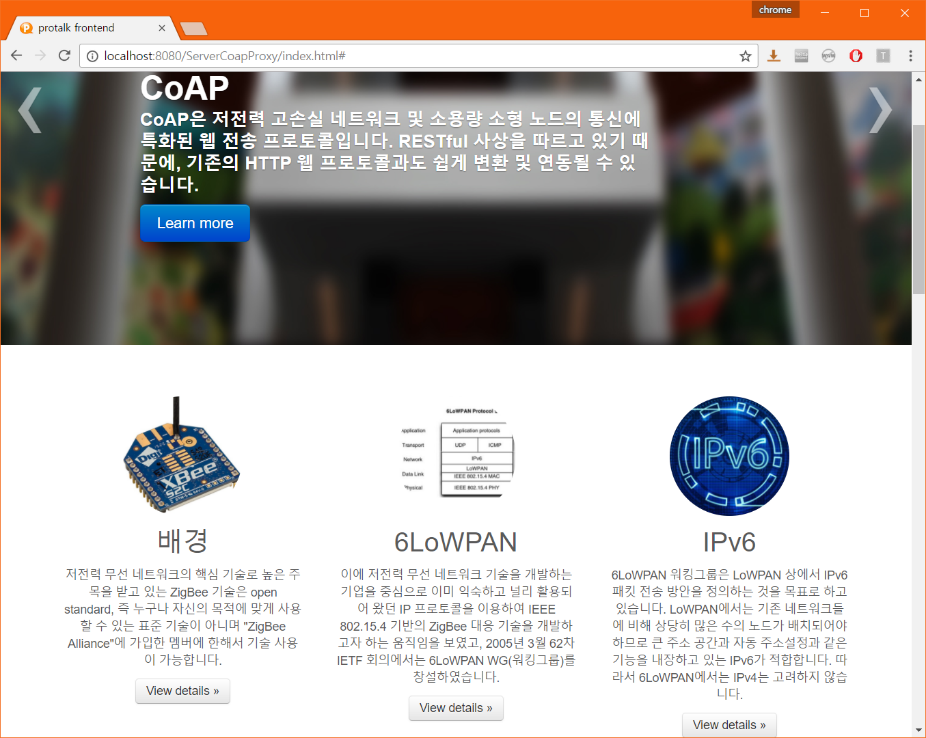 chrome
protalk frontend
localhost:8080/ServerCoapProxy/index.html#
CoAP
CoAP은 저전력 고손실 네트워크 및 소용량 소형 노드의 통신에
특화된 웹 전송 프로토콜입니다. RESTful 사상을 따르고 있기 때
문에, 기존의 HTTP 웹 프로토콜과도 쉽게 변환 및 연동될 수 있
습니다.
Learn more
DIGI
XBee
S2C
6LoWPAN Protocol
Application protocols
Transport
UDP
ICMP
Network
IPv6
LoWPAN
Data Link
IEEE 802.15.4 MAC
IEEE 802.15.4 PHY
IPv6
배경
저전력 무선 네트워크의 핵심 기술로 높은 주
목을 받고 있는 ZigBee 기술은 open
standard, 즉 누구나 자신의 목적에 맞게 사용
할 수 있는 표준 기술이 아니며 "ZigBee
Alliance"에 가입한 멤버에 한해서 기술 사용
이 가능합니다.
View details »
6LoWPAN
이에 저전력 무선 네트워크 기술을 개발하는
기업을 중심으로 이미 익숙하고 널리 활용되
어 왔던 IP 프로토콜을 이용하여 IEEE
802.15.4 기반의 ZigBee 대응 기술을 개발하
고자 하는 움직임을 보였고, 2005년 3월 62차
IETF 회의에서는 6LoWPAN WG(워킹그룹)를
창설하였습니다.
View details »
IPv6
6LoWPAN 워킹그룹은 LoWPAN 상에서 IPv6
패킷 전송 방안을 정의하는 것을 목표로 하고
있습니다. LoWPAN에서는 기존 네트워크들
에 비해 상당히 많은 수의 노드가 배치되어야
하므로 큰 주소 공간과 자동 주소설정과 같은
기능을 내장하고 있는 IPv6가 적합합니다. 따
라서 6LoWPAN에서는 IPv4는 고려하지 않습
니다.
View details »